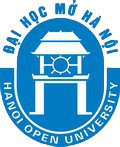 ĐẠI HỌC MỞ HÀ NỘI
HANOI OPEN UNIVERSITY